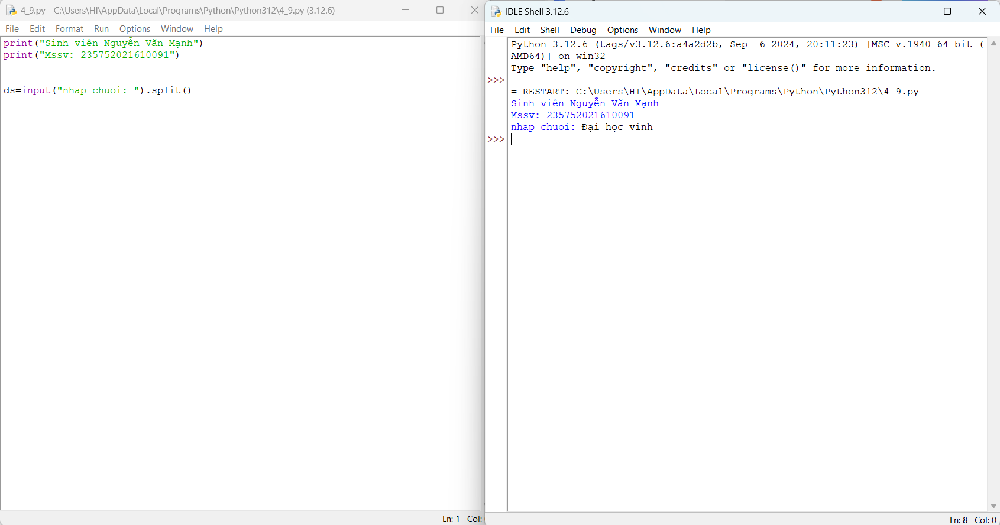 4_9.py - C:\Users\HI\AppData\Local\Programs\Python\Python312\4_9.py (3.12.6)
File Edit Format Run Options Window Help
print("Sinh viên Nguyễn Văn Mạnh")
print("Mssv: 235752021610091")
ds=input("nhap chuoi: ").split()
Ln: 1 Col:
IDLE Shell 3.12.6
File Edit Shell Debug Options Window Help
Python 3.12.6 (tags/v3.12.6:a4a2d2b, Sep  6 2024, 20:11:23) [MSC v.1940 64 bit (
AMD64)] on win32
Type "help", "copyright", "credits" or "license()" for more information.
>>>
= RESTART: C:\Users\HI\AppData\Local\Programs\Python\Python312\4_9.py
Sinh viên Nguyễn Văn Mạnh
Mssv: 235752021610091
nhap chuoi: Đại học vinh
>>>
Ln: 8 Col: 0